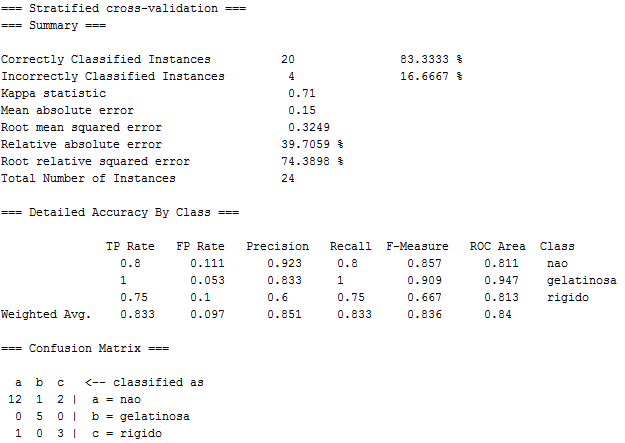 === Stratified cross-validation ===
=== Summary ===

Correctly Classified Instances          20               83.3333 %
Incorrectly Classified Instances         4               16.6667 %
Kappa statistic                          0.71
Mean absolute error                      0.15
Root mean squared error                  0.3249
Relative absolute error                 39.7059 %
Root relative squared error             74.3898 %
Total Number of Instances               24

=== Detailed Accuracy By Class ===

               TP Rate   FP Rate   Precision   Recall  F-Measure   ROC Area  Class
                 0.8       0.111      0.923     0.8       0.857      0.811    nao
                 1         0.053      0.833     1         0.909      0.947    gelatinosa
                 0.75      0.1        0.6       0.75      0.667      0.813    rigido
Weighted Avg.    0.833     0.097      0.851     0.833     0.836      0.84

=== Confusion Matrix ===

  a  b  c   <-- classified as
 12  1  2 |  a = nao
  0  5  0 |  b = gelatinosa
  1  0  3 |  c = rigido